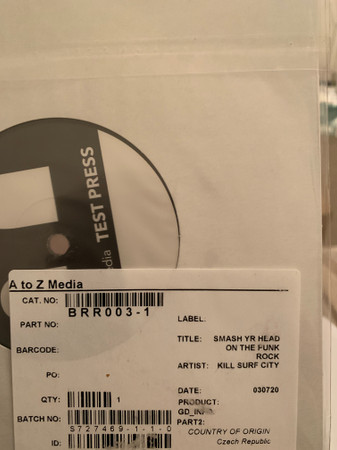 TEST PRESS
dia
A to Z Media
CAT. NO:
BRR003-1
PART NO:
BARCODE:
PO:
QTY: 1
BATCH NO:
5727469-1-1-0
ID:
LABEL:
TITLE: SMASH YR HEAD
ON THE PUNK
ROCK
ARTIST: KILL SURF CITY
DATE: 030720
PRODUCT:
PART2:
COUNTRY OF ORIGIN
Czech Republic